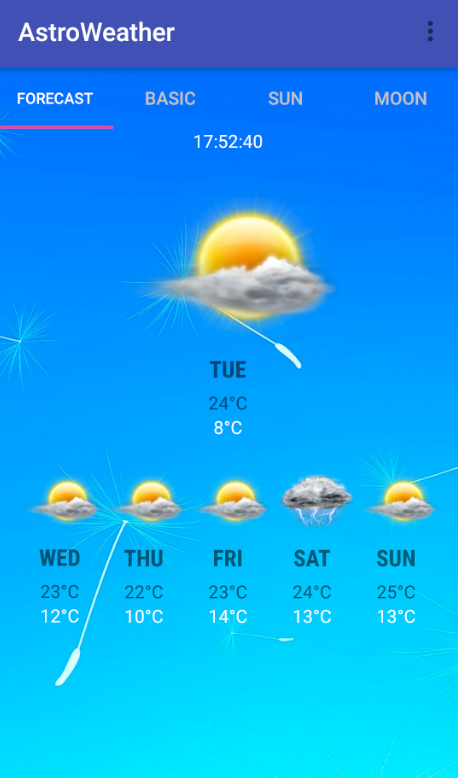 AstroWeather
FORECAST BASIC SUN MOON
17:52:40
TUE
24°C
8°C
WED THU FRI SAT SUN
23°C 22°C 23°C 24°C 25°C
12°C 10°C 14°C 13°C 13°C